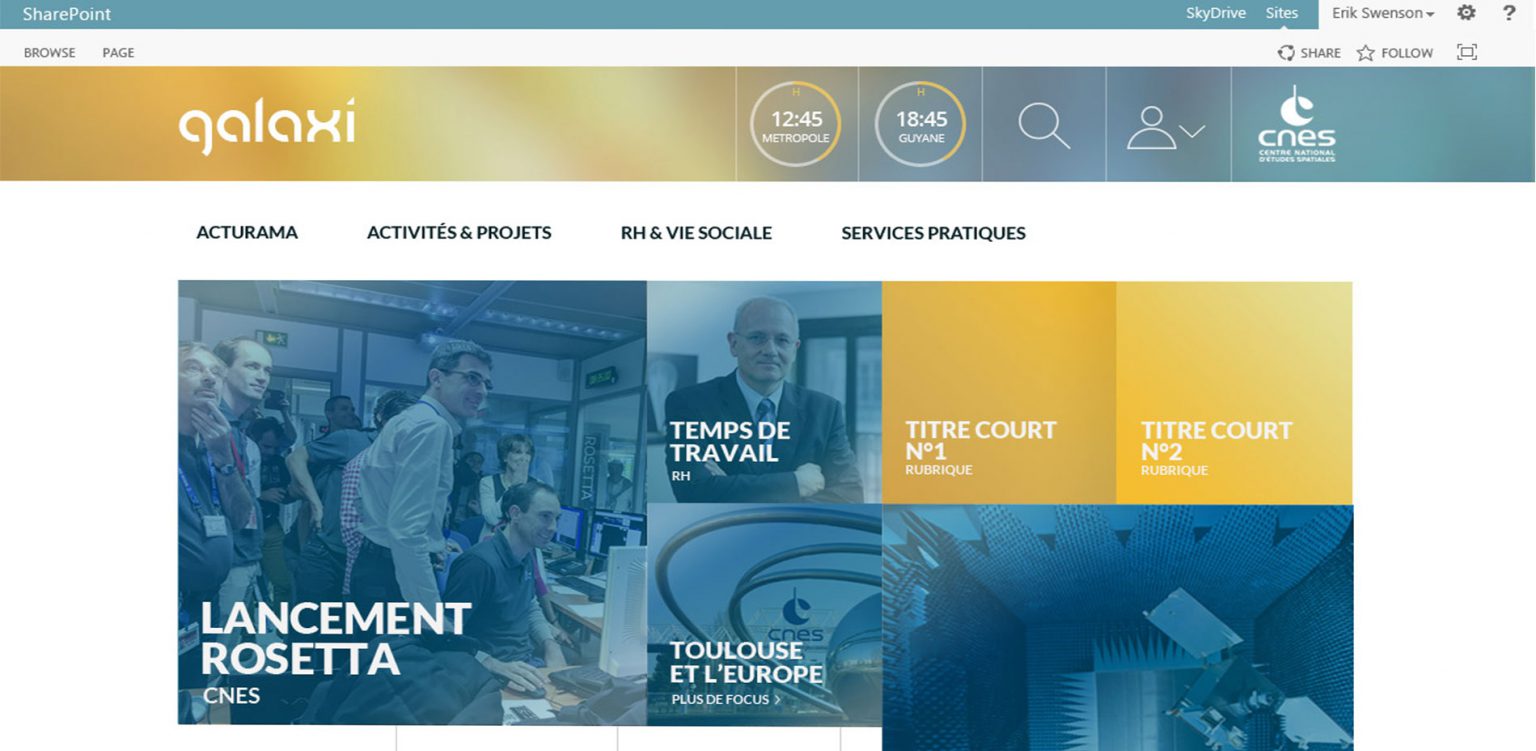 SharePoint
SkyDrive Sites Erik Swenson ?
BROWSE PAGE
SHARE FOLLOW
galaxi
H
12:45
METROPOLE
H
18:45
GUYANE
cnes
CENTRE NATIONAL
D'ÉTUDES SPATIALES
ACTURAMA ACTIVITÉS & PROJETS RH & VIE SOCIALE SERVICES PRATIQUES
ROSETTA
LANCEMENT
ROSETTA
CNES
TEMPS DE
TRAVAIL
RH
TITRE COURT
N°1
RUBRIQUE
TITRE COURT
N°2
RUBRIQUE
cnes
TOULOUSE
ET L'EUROPE
PLUS DE FOCUS >